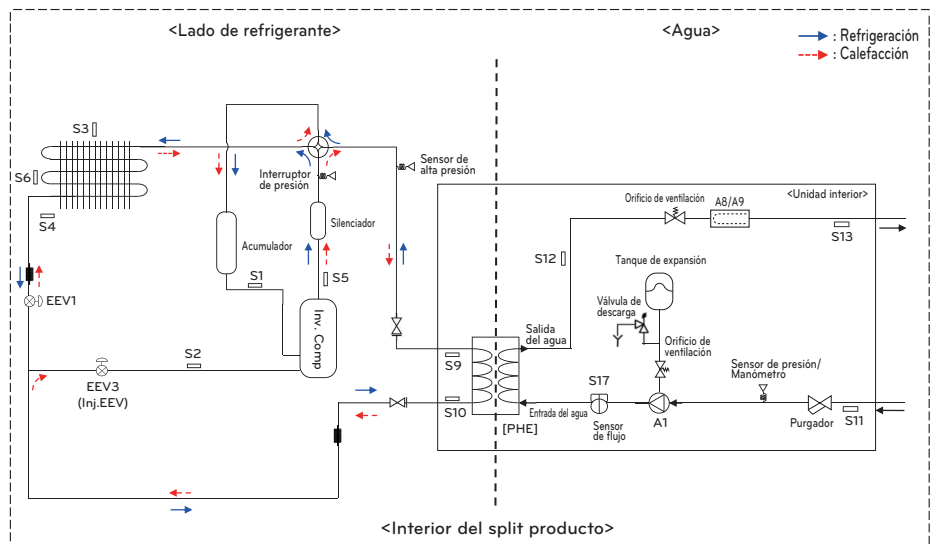 <Lado de refrigerante>
<Agua>
: Refrigeración
: Calefacción
S3
S6
S4
Interruptor
de presión
Sensor de
alta presión
Silenciador
Acumulador
S1
S5
EEV1
Inv. Comp
S2
EEV3
(Inj.EEV)
<Unidad interior>
Orificio de ventilación
A8/A9
S13
S12
Tanque de expansión
Válvula de
descarga
Salida
del agua
Orificio de
ventilación
Sensor de presión/
Manómetro
S9
S10
S17
Entrada del agua
[PHE]
Sensor
de flujo
A1
Purgador
S11
<Interior del split producto>